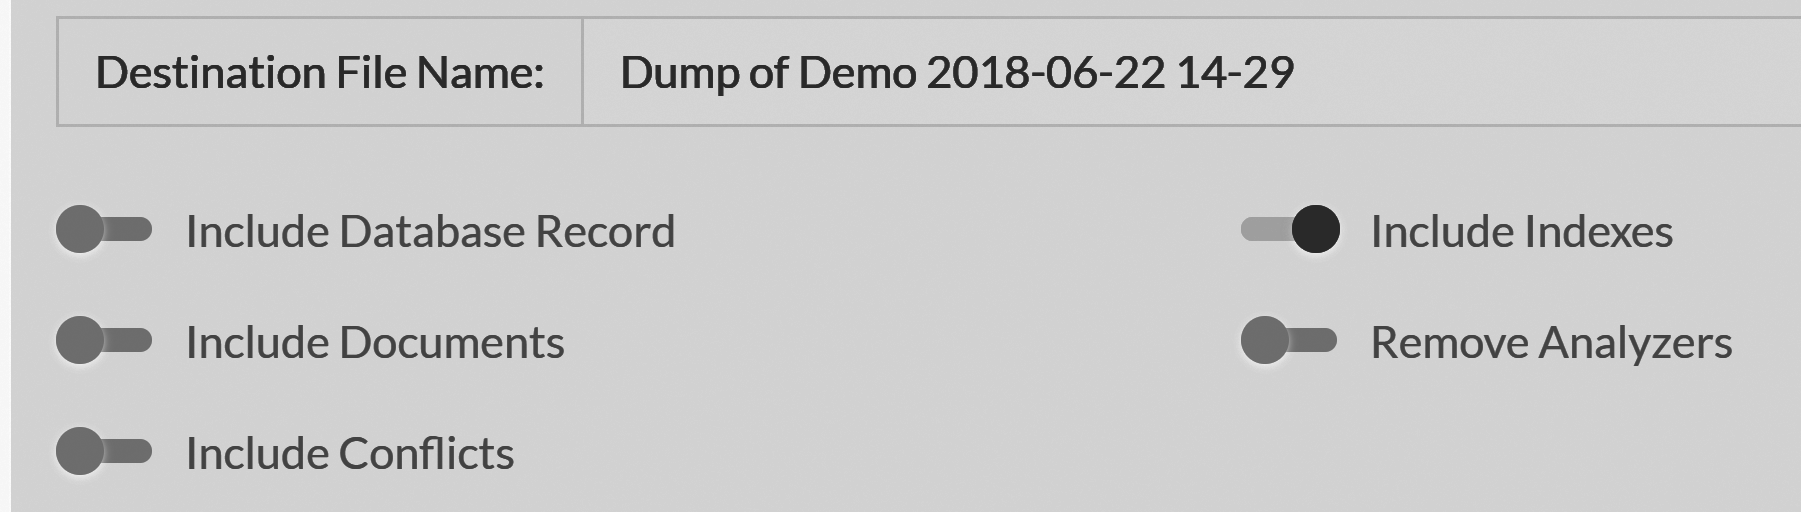 Destination File Name: Dump of Demo 2018-06-22 14-29
Include Database Record
Include Indexes
Include Documents
Remove Analyzers
Include Conflicts